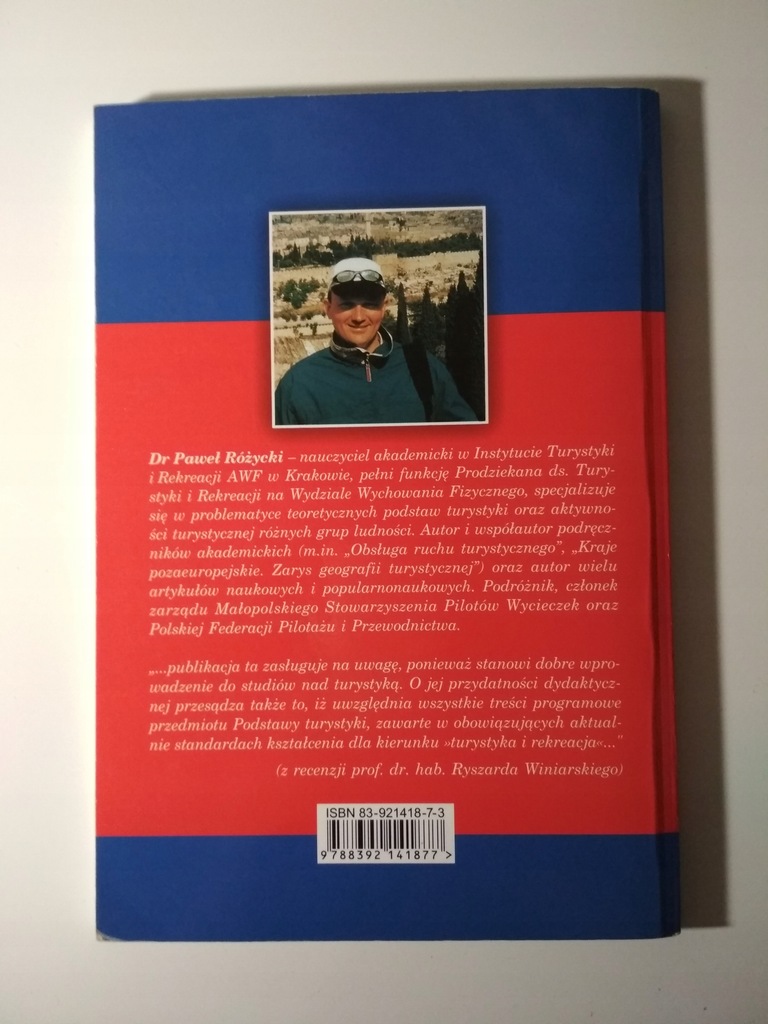 Dr Paweł Różycki – nauczyciel akademicki w Instytucie Turystyki
i Rekreacji AWF w Krakowie, pełni funkcję Prodziekana ds. Tury-
styki i Rekreacji na Wydziale Wychowania Fizycznego, specjalizuje
się w problematyce teoretycznych podstaw turystyki oraz aktywno-
ści turystycznej różnych grup ludności. Autor i współautor podręcz-
ników akademickich (m.in. „Obsługa ruchu turystycznego", „Kraje
pozaeuropejskie. Zarys geografii turystycznej") oraz autor wielu
artykułów naukowych i popularnonaukowych. Podróżnik, członek
zarządu Małopolskiego Stowarzyszenia Pilotów Wycieczek oraz
Polskiej Federacji Pilotażu i Przewodnictwa.
„...publikacja ta zasługuje na uwagę, ponieważ stanowi dobre wpro-
wadzenie do studiów nad turystyką. O jej przydatności dydaktycz-
nej przesądza także to, iż uwzględnia wszystkie treści programowe
przedmiotu Podstawy turystyki, zawarte w obowiązujących aktual-
nie standardach kształcenia dla kierunku »turystyka i rekreacja«..."
(z recenzji prof. dr. hab. Ryszarda Winiarskiego)
ISBN 83-921418-7-3
9 788392 141877 >